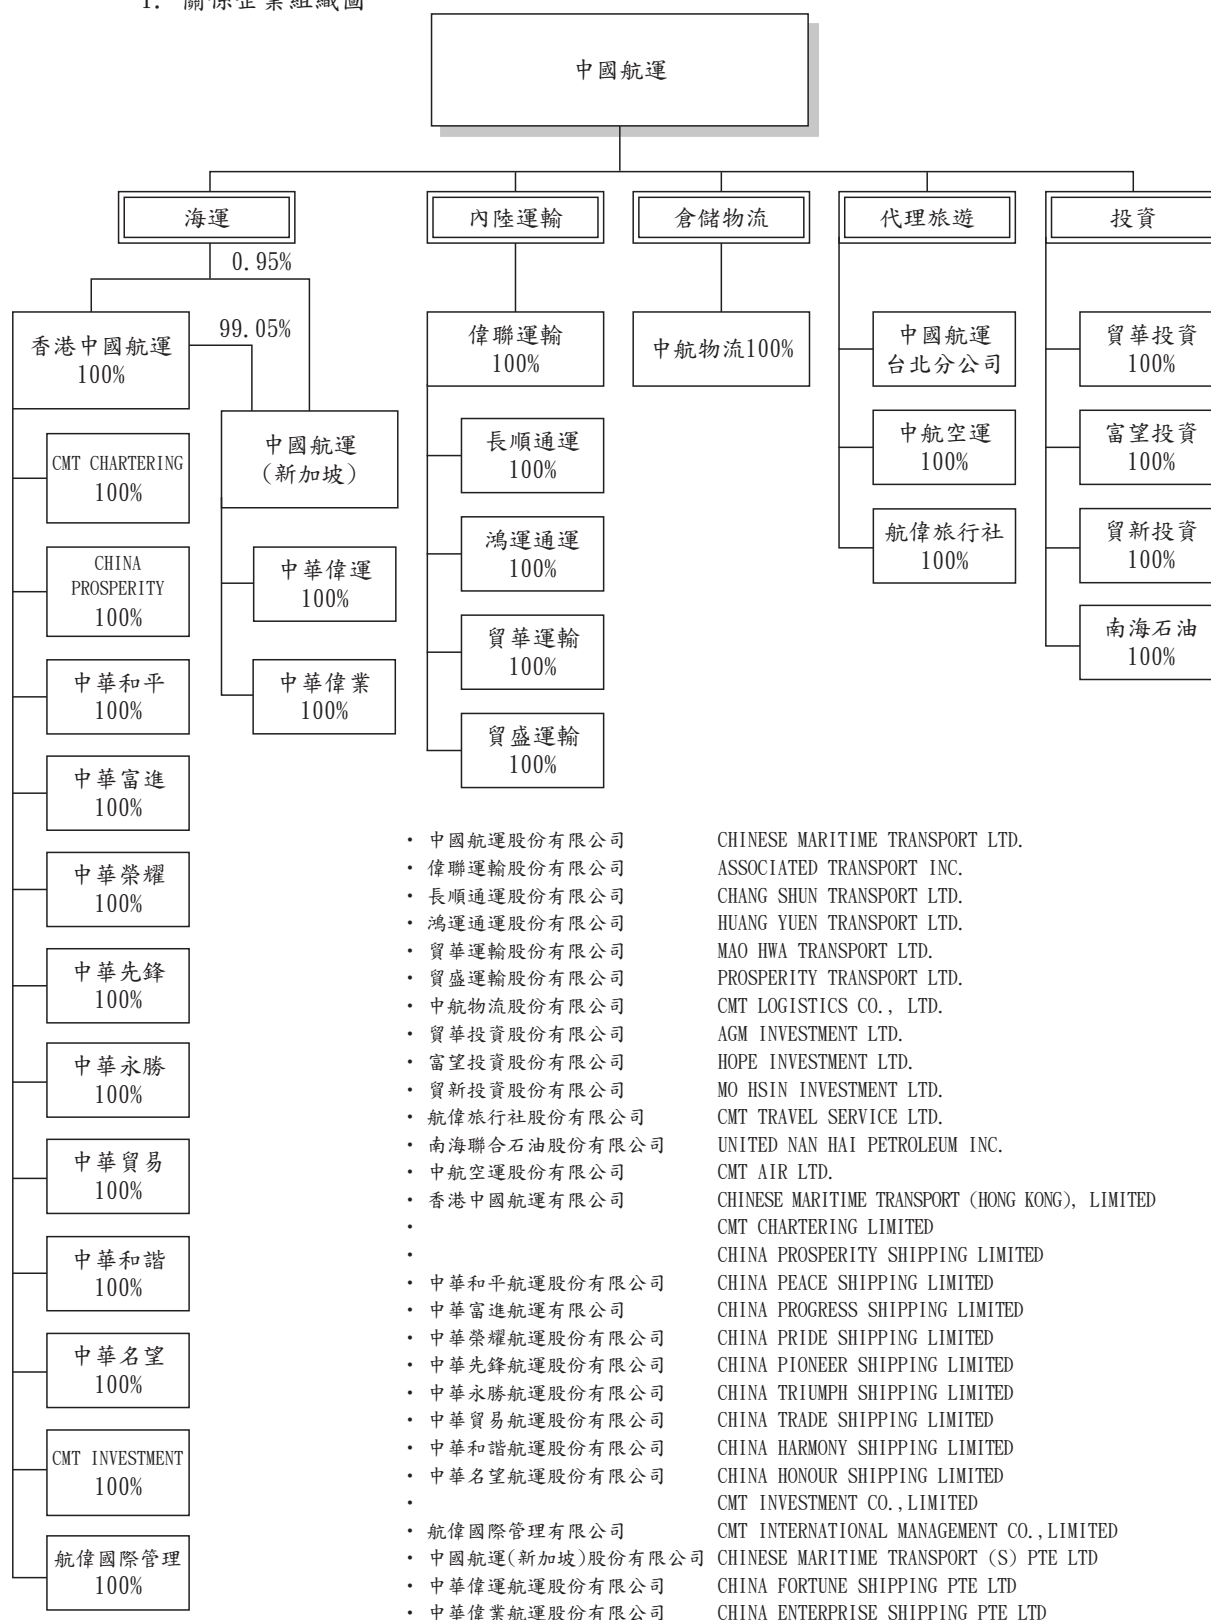 1. 關係企業組織圖
中國航運
海運
內陸運輸
倉儲物流
代理旅遊
投資
0.95%
99.05%
香港中國航運
100%
CMT CHARTERING
100%
CHINA
PROSPERITY
100%
中華和平
100%
中華富進
100%
中華榮耀
100%
中華先鋒
100%
中華永勝
100%
中華貿易
100%
中華和諧
100%
中華名望
100%
CMT INVESTMENT
100%
航偉國際管理
100%
中國航運
(新加坡)
中華偉運
100%
中華偉業
100%
偉聯運輸
100%
長順通運
100%
鴻運通運
100%
貿華運輸
100%
貿盛運輸
100%
中航物流100%
中國航運
台北分公司
中航空運
100%
航偉旅行社
100%
貿華投資
100%
富望投資
100%
貿新投資
100%
南海石油
100%
• 中國航運股份有限公司 CHINESE MARITIME TRANSPORT LTD.
• 偉聯運輸股份有限公司 ASSOCIATED TRANSPORT INC.
• 長順通運股份有限公司 CHANG SHUN TRANSPORT LTD.
• 鴻運通運股份有限公司 HUANG YUEN TRANSPORT LTD.
• 貿華運輸股份有限公司 MAO HWA TRANSPORT LTD.
• 貿盛運輸股份有限公司 PROSPERITY TRANSPORT LTD.
• 中航物流股份有限公司 CMT LOGISTICS CO., LTD.
• 貿華投資股份有限公司 AGM INVESTMENT LTD.
• 富望投資股份有限公司 HOPE INVESTMENT LTD.
• 貿新投資股份有限公司 MO HSIN INVESTMENT LTD.
• 航偉旅行社股份有限公司 CMT TRAVEL SERVICE LTD.
• 南海聯合石油股份有限公司 UNITED NAN HAI PETROLEUM INC.
• 中航空運股份有限公司 CMT AIR LTD.
• 香港中國航運有限公司 CHINESE MARITIME TRANSPORT (HONG KONG), LIMITED
• CMT CHARTERING LIMITED
• CHINA PROSPERITY SHIPPING LIMITED
• 中華和平航運股份有限公司 CHINA PEACE SHIPPING LIMITED
• 中華富進航運有限公司 CHINA PROGRESS SHIPPING LIMITED
• 中華榮耀航運股份有限公司 CHINA PRIDE SHIPPING LIMITED
• 中華先鋒航運股份有限公司 CHINA PIONEER SHIPPING LIMITED
• 中華永勝航運股份有限公司 CHINA TRIUMPH SHIPPING LIMITED
• 中華貿易航運股份有限公司 CHINA TRADE SHIPPING LIMITED
• 中華和諧航運股份有限公司 CHINA HARMONY SHIPPING LIMITED
• 中華名望航運股份有限公司 CHINA HONOUR SHIPPING LIMITED
• CMT INVESTMENT CO.,LIMITED
• 航偉國際管理有限公司 CMT INTERNATIONAL MANAGEMENT CO.,LIMITED
• 中國航運(新加坡)股份有限公司 CHINESE MARITIME TRANSPORT (S) PTE LTD
• 中華偉運航運股份有限公司 CHINA FORTUNE SHIPPING PTE LTD
• 中華偉業航運股份有限公司 CHINA ENTERPRISE SHIPPING PTE LTD